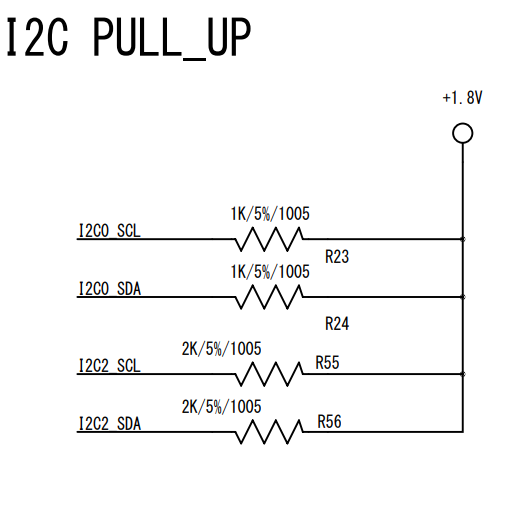 I2C PULL_UP
+1.8V
1K/5%/1005
I2C0_SCL
R23
1K/5%/1005
I2C0_SDA
R24
2K/5%/1005
I2C2_SCL
R55
2K/5%/1005
I2C2_SDA
R56